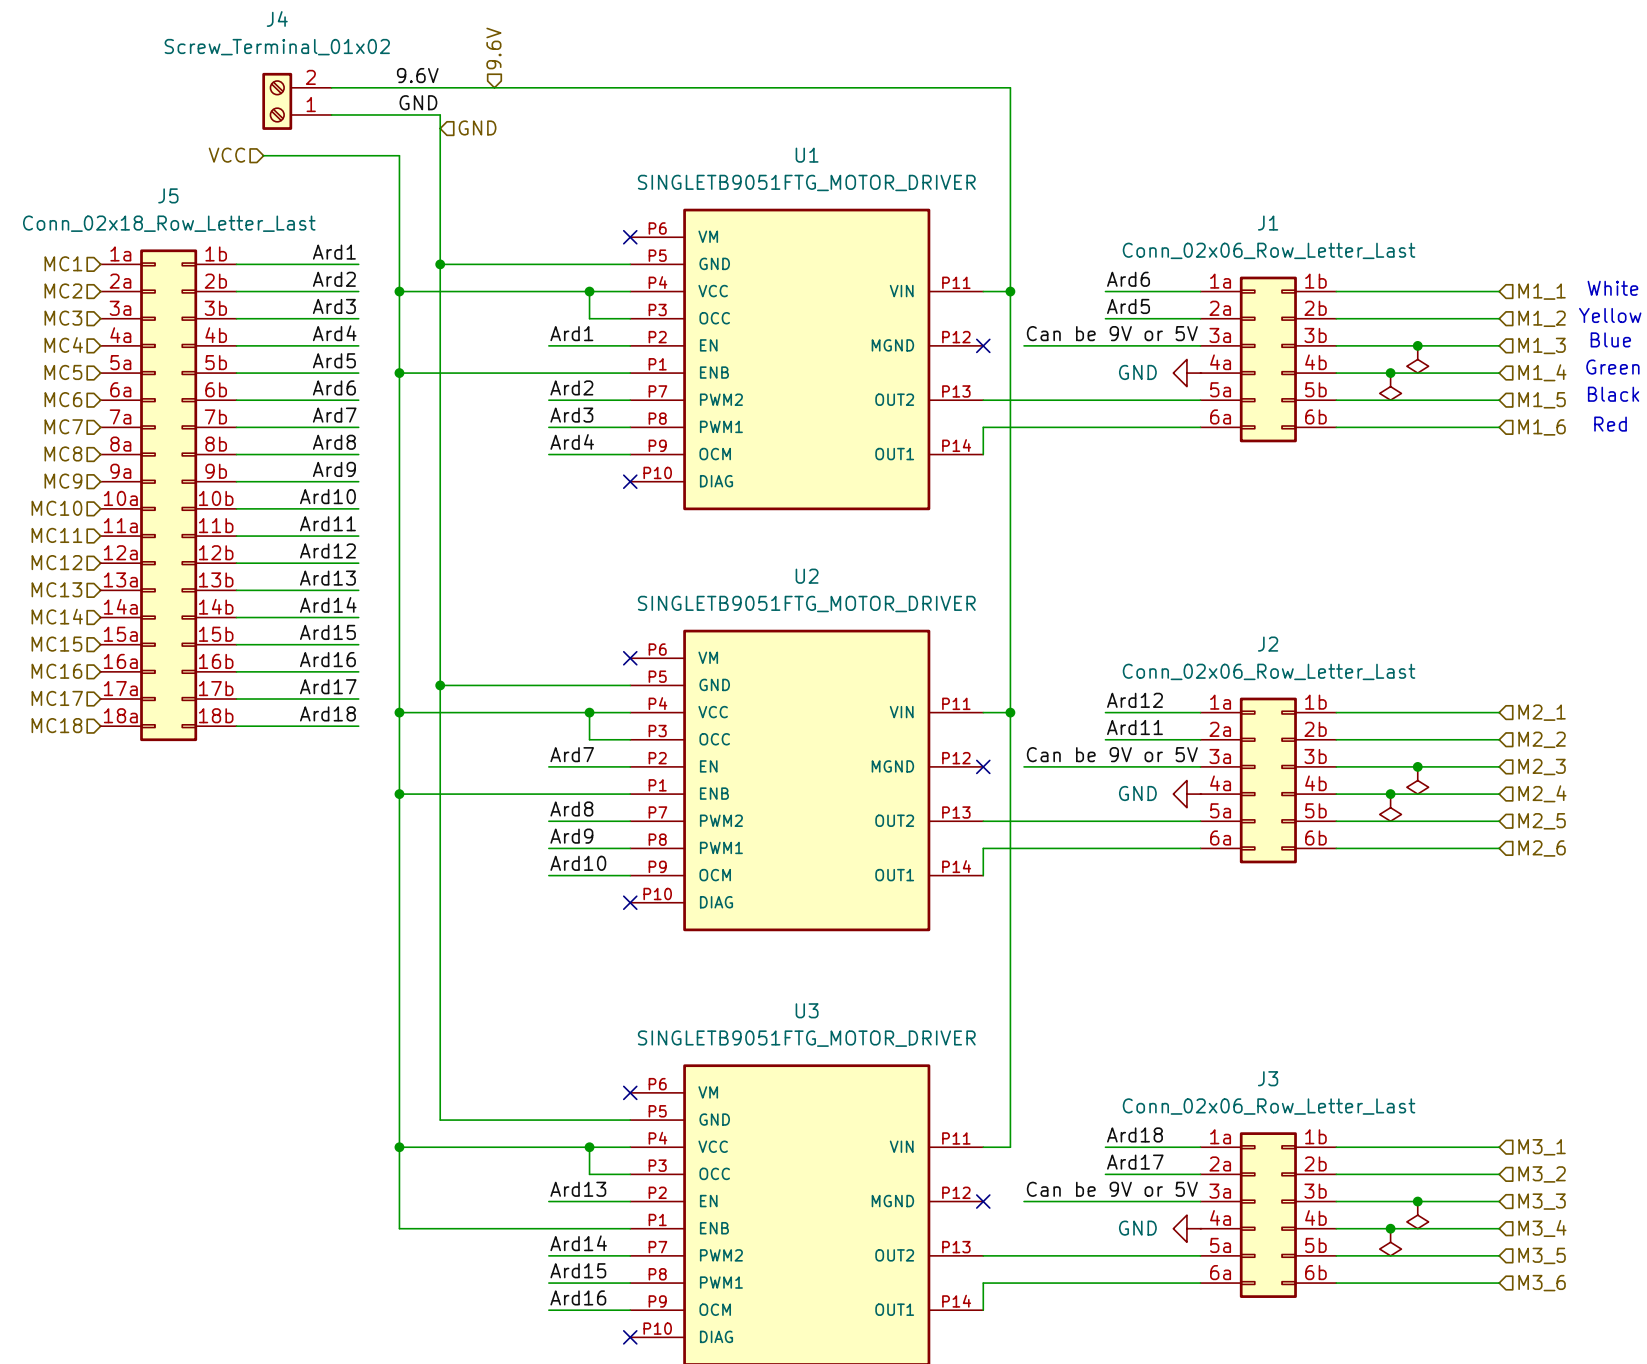 J4
Screw_Terminal_01x02
2
1
9.6V
GND
9.6V
GND
VCC
J5
Conn_02x18_Row_Letter_Last
MC1 1a 1b Ard1
MC2 2a 2b Ard2
MC3 3a 3b Ard3
MC4 4a 4b Ard4
MC5 5a 5b Ard5
MC6 6a 6b Ard6
MC7 7a 7b Ard7
MC8 8a 8b Ard8
MC9 9a 9b Ard9
MC10 10a 10b Ard10
MC11 11a 11b Ard11
MC12 12a 12b Ard12
MC13 13a 13b Ard13
MC14 14a 14b Ard14
MC15 15a 15b Ard15
MC16 16a 16b Ard16
MC17 17a 17b Ard17
MC18 18a 18b Ard18
U1
SINGLETB9051FTG_MOTOR_DRIVER
P6 VM
P5 GND
P4 VCC VIN P11
P3 OCC
Ard1 P2 EN MGND P12
P1 ENB
Ard2 P7 PWM2 OUT2 P13
Ard3 P8 PWM1
Ard4 P9 OCM OUT1 P14
P10 DIAG
J1
Conn_02x06_Row_Letter_Last
Ard6 1a 1b M1_1 White
Ard5 2a 2b M1_2 Yellow
Can be 9V or 5V 3a 3b M1_3 Blue
GND 4a 4b M1_4 Green
5a 5b M1_5 Black
6a 6b M1_6 Red
U2
SINGLETB9051FTG_MOTOR_DRIVER
P6 VM
P5 GND
P4 VCC VIN P11
P3 OCC
Ard7 P2 EN MGND P12
P1 ENB
Ard8 P7 PWM2 OUT2 P13
Ard9 P8 PWM1
Ard10 P9 OCM OUT1 P14
P10 DIAG
J2
Conn_02x06_Row_Letter_Last
Ard12 1a 1b M2_1
Ard11 2a 2b M2_2
Can be 9V or 5V 3a 3b M2_3
GND 4a 4b M2_4
5a 5b M2_5
6a 6b M2_6
U3
SINGLETB9051FTG_MOTOR_DRIVER
P6 VM
P5 GND
P4 VCC VIN P11
P3 OCC
Ard13 P2 EN MGND P12
P1 ENB
Ard14 P7 PWM2 OUT2 P13
Ard15 P8 PWM1
Ard16 P9 OCM OUT1 P14
P10 DIAG
J3
Conn_02x06_Row_Letter_Last
Ard18 1a 1b M3_1
Ard17 2a 2b M3_2
Can be 9V or 5V 3a 3b M3_3
GND 4a 4b M3_4
5a 5b M3_5
6a 6b M3_6